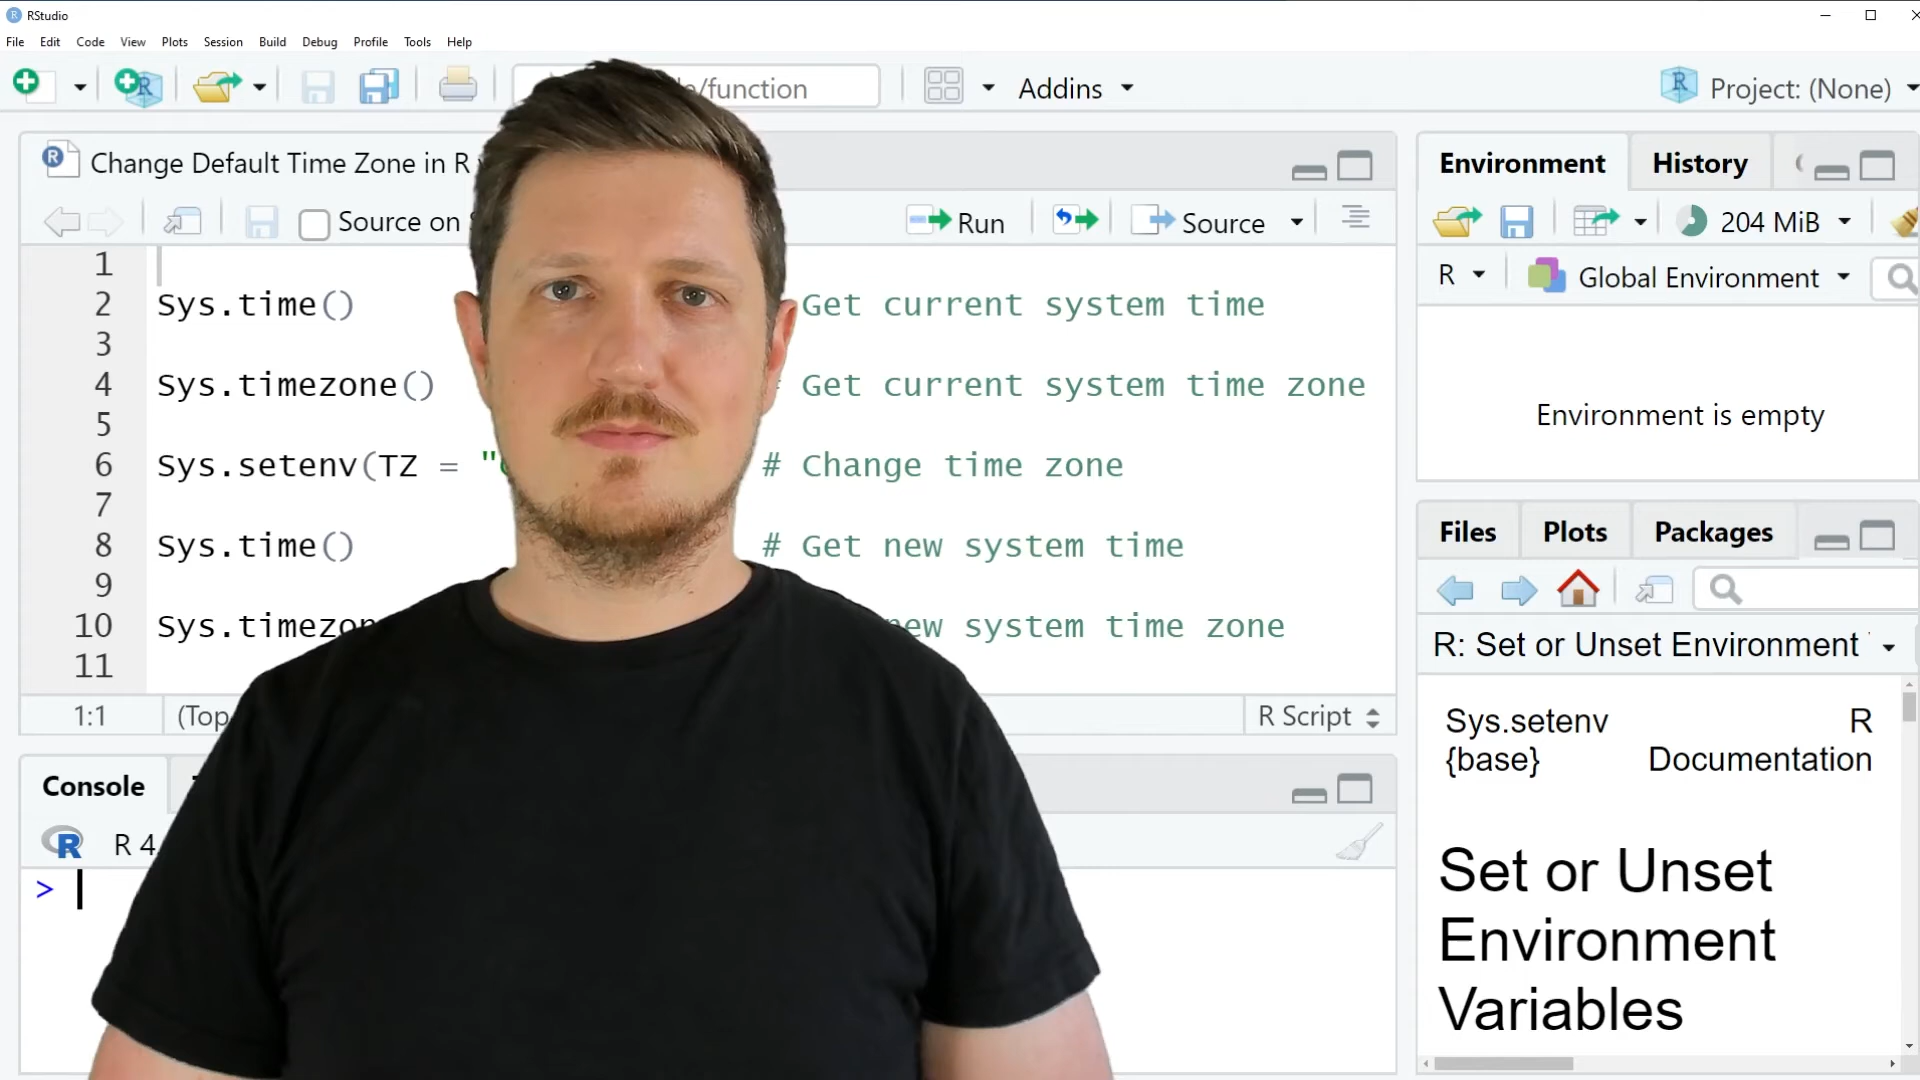 RStudio
File Edit Code View Plots Session Build Debug Profile Tools Help
/function Addins Project: (None)
Change Default Time Zone in R
Source on Run Source
1
2 Sys.time() Get current system time
3
4 Sys.timezone() Get current system time zone
5
6 Sys.setenv(TZ = " # Change time zone
7
8 Sys.time() # Get new system time
9
10 system time zone
11
1:1 (Top R Script
Console
R 4
>
Environment History
204 MiB
R Global Environment
Environment is empty
Files Plots Packages
R: Set or Unset Environment
Sys.setenv R
{base} Documentation
Set or Unset
Environment
Variables